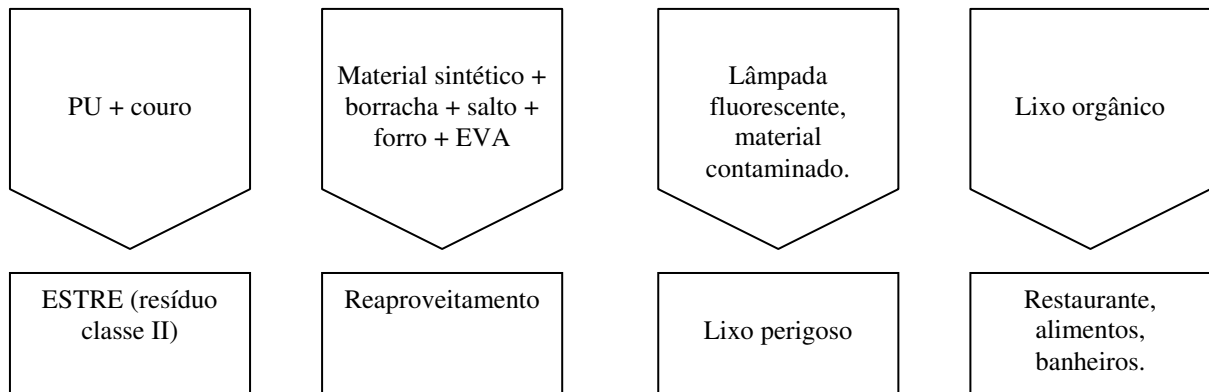 PU + couro
Material sintético +
borracha + salto +
forro + EVA
Lâmpada
fluorescente,
material
contaminado.
Lixo orgânico
ESTRE (resíduo
classe II)
Reaproveitamento
Lixo perigoso
Restaurante,
alimentos,
banheiros.